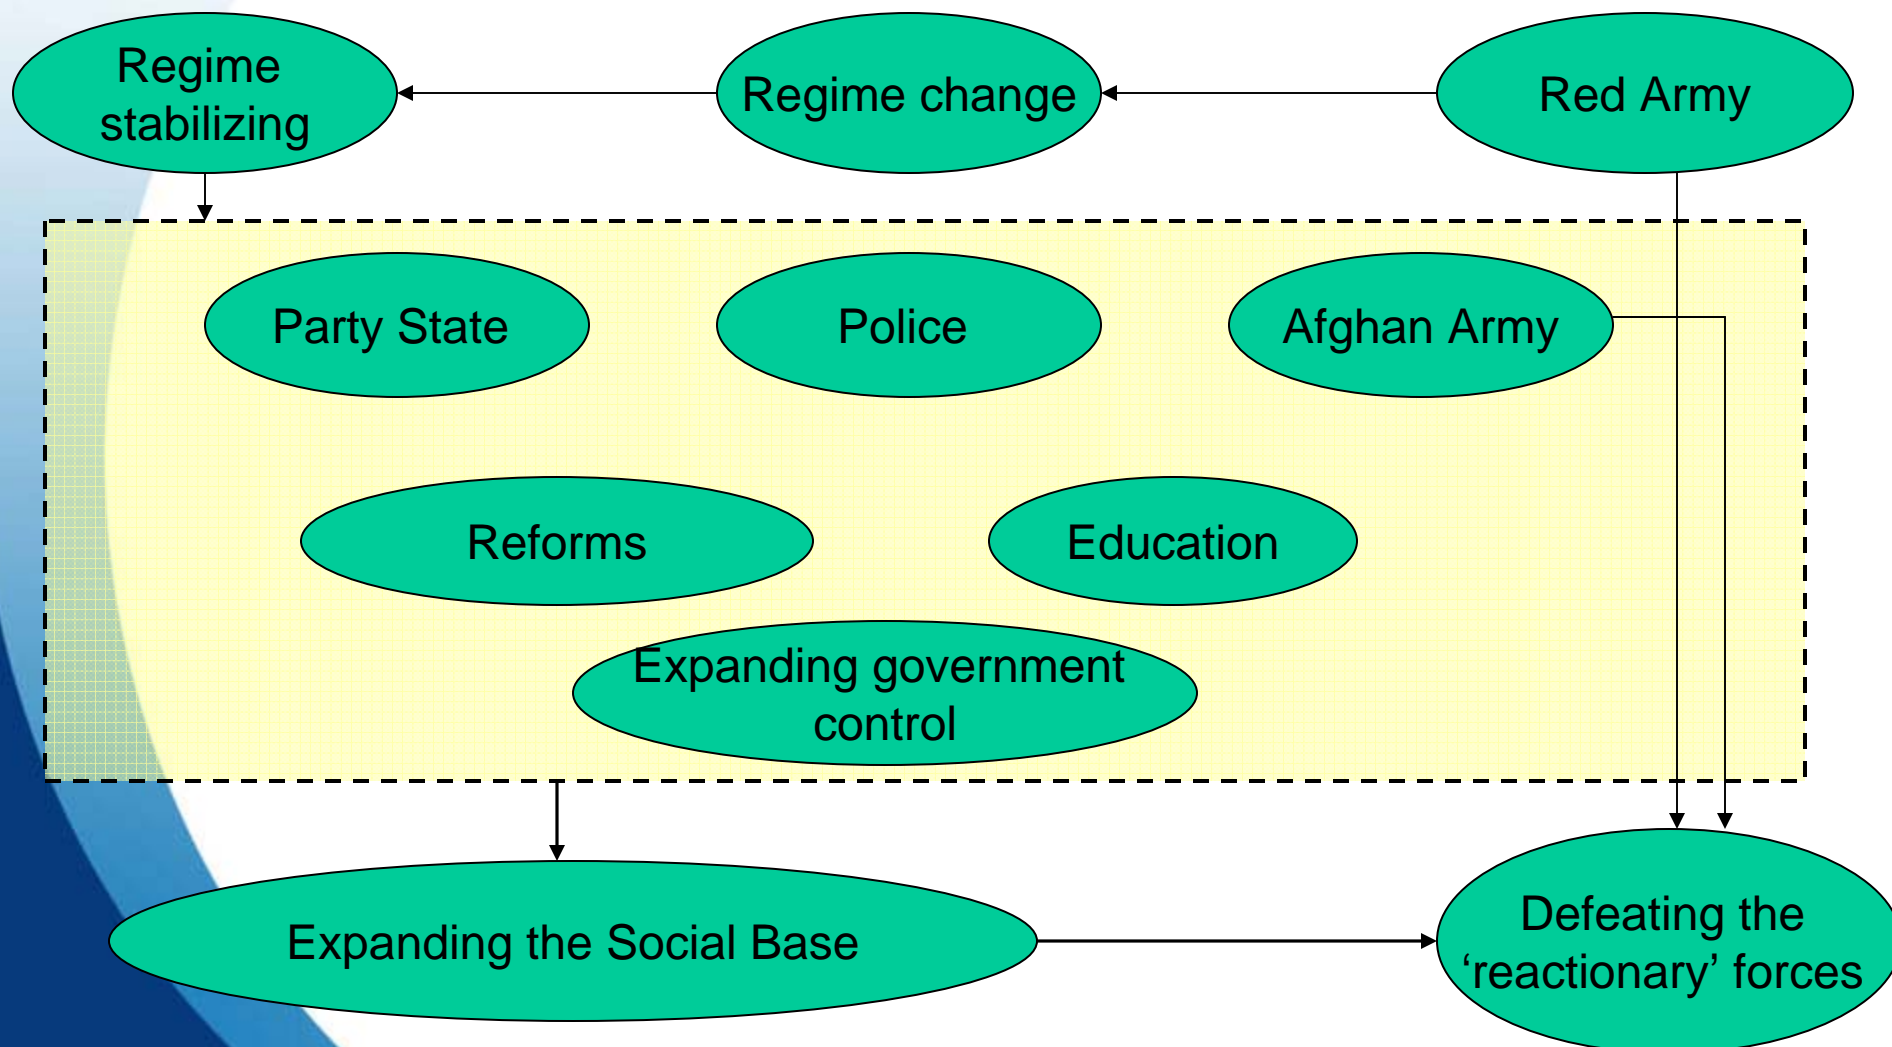 Regime
stabilizing
Regime change
Red Army
Party State
Police
Afghan Army
Reforms
Education
Expanding government
control
Expanding the Social Base
Defeating the
‘reactionary’ forces